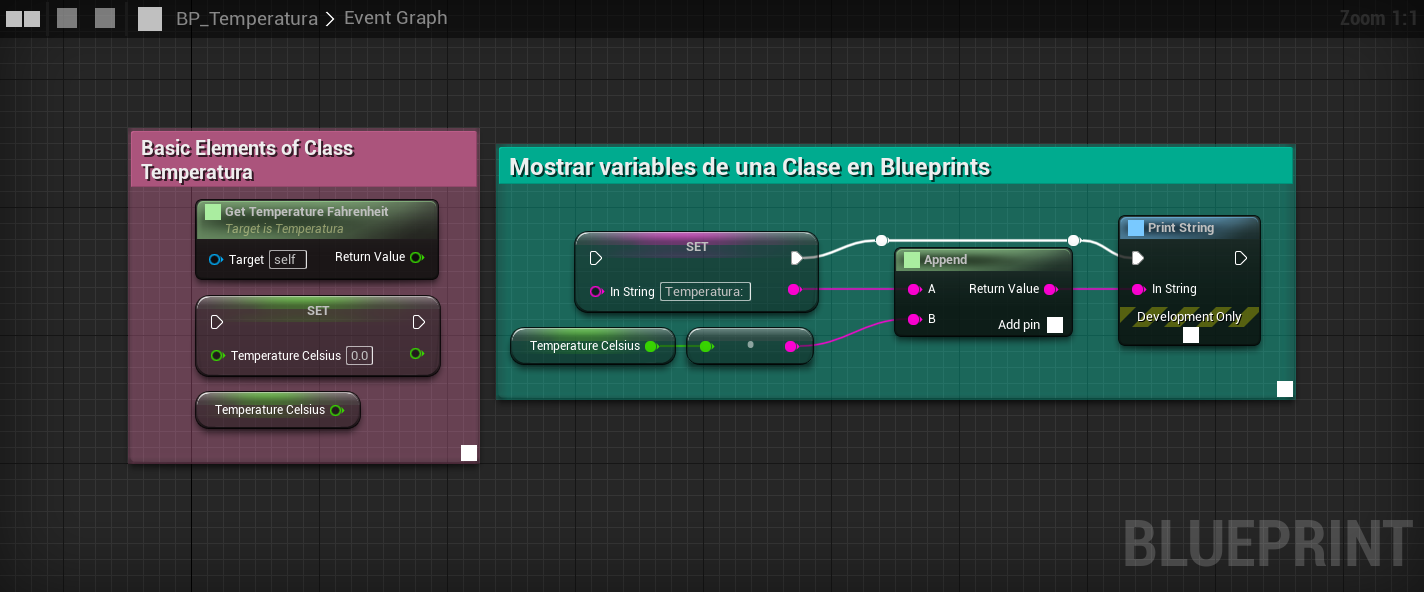 BP_Temperatura > Event Graph
Zoom 1:1
Basic Elements of Class
Temperatura
Get Temperature Fahrenheit
Target is Temperatura
Target self Return Value
SET
Temperature Celsius 0.0
Temperature Celsius
Mostrar variables de una Clase en Blueprints
SET
In String Temperatura:
Temperature Celsius
Append
A Return Value
B
Add pin
Print String
In String
Development Only
BLUEPRINT